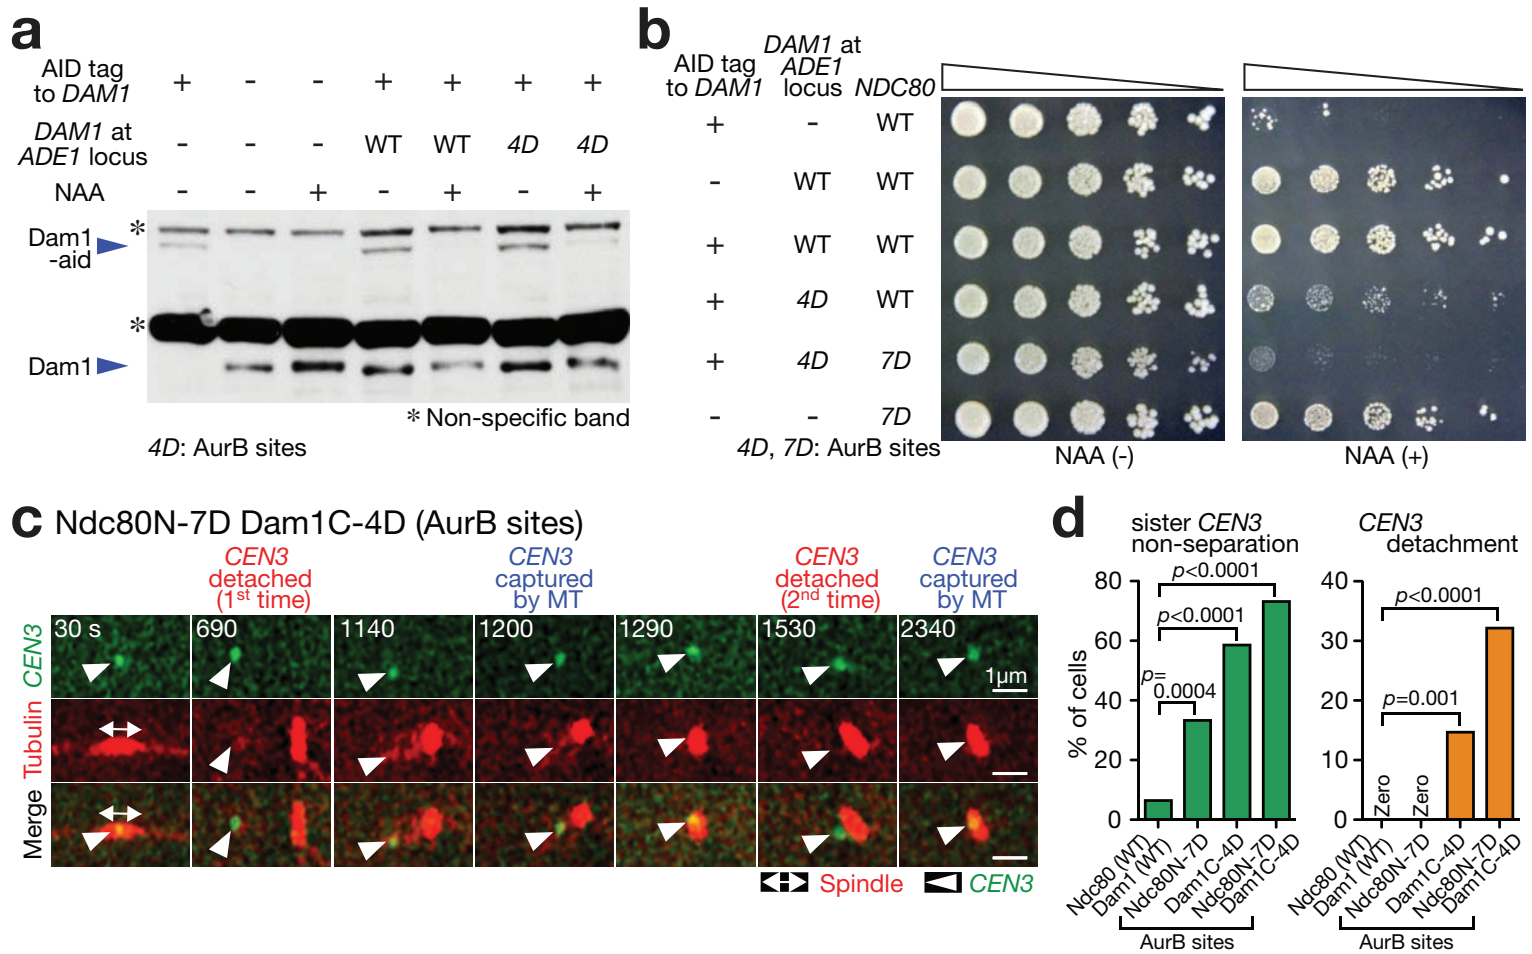 a
AID tag
to DAM1
+ - - + + + +
DAM1 at
ADE1 locus
- - - WT WT 4D 4D
NAA
- - + - + - +
*
Dam1
-aid
*
Dam1
* Non-specific band
4D: AurB sites
b
AID tag
to DAM1
DAM1 at
ADE1
locus
NDC80
+ - WT
- WT WT
+ WT WT
+ 4D WT
+ 4D 7D
- - 7D
4D, 7D: AurB sites
NAA (-)
NAA (+)
c Ndc80N-7D Dam1C-4D (AurB sites)
CEN3
detached
(1st time)
CEN3
captured
by MT
CEN3
detached
(2nd time)
CEN3
captured
by MT
CEN3
30 s 690 1140 1200 1290 1530 2340
1µm
Tubulin
Merge
Spindle
CEN3
d
sister CEN3
non-separation
% of cells
80
60
40
20
0
p<0.0001
p<0.0001
p=
0.0004
Ndc80 (WT)
Dam1 (WT)
Ndc80N-7D
Dam1C-4D
Ndc80N-7D
Dam1C-4D
AurB sites
CEN3
detachment
40
30
20
10
0
p<0.0001
p=0.001
Zero
Zero
Ndc80 (WT)
Dam1 (WT)
Ndc80N-7D
Dam1C-4D
Ndc80N-7D
Dam1C-4D
AurB sites